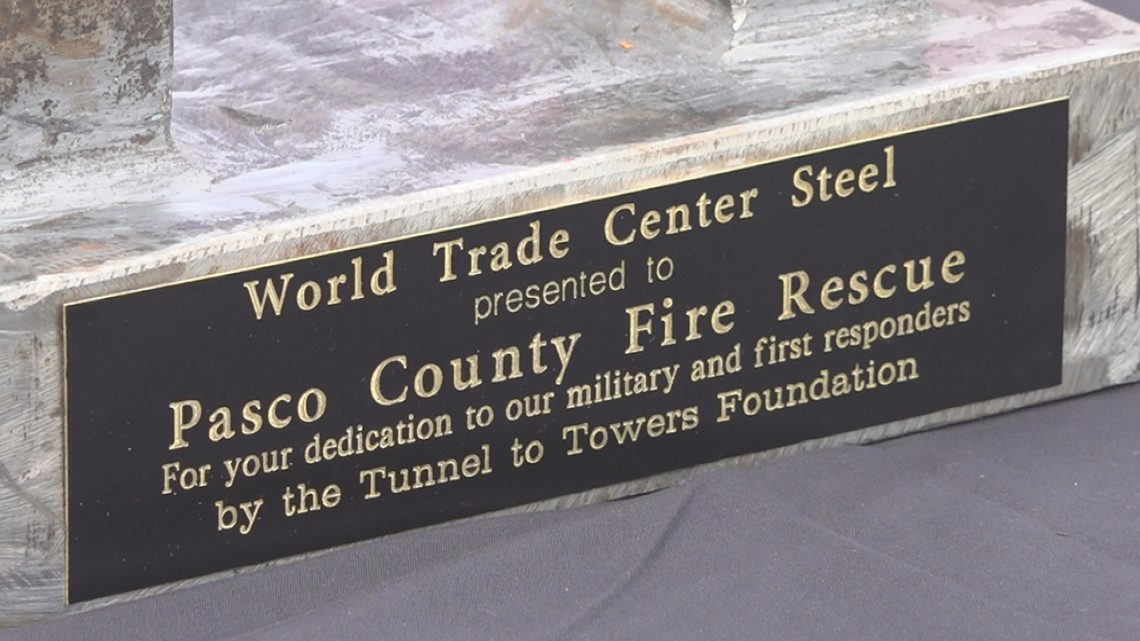 World Trade Center Steel
presented to
Pasco County Fire Rescue
For your dedication to our military and first responders
by the Tunnel to Towers Foundation